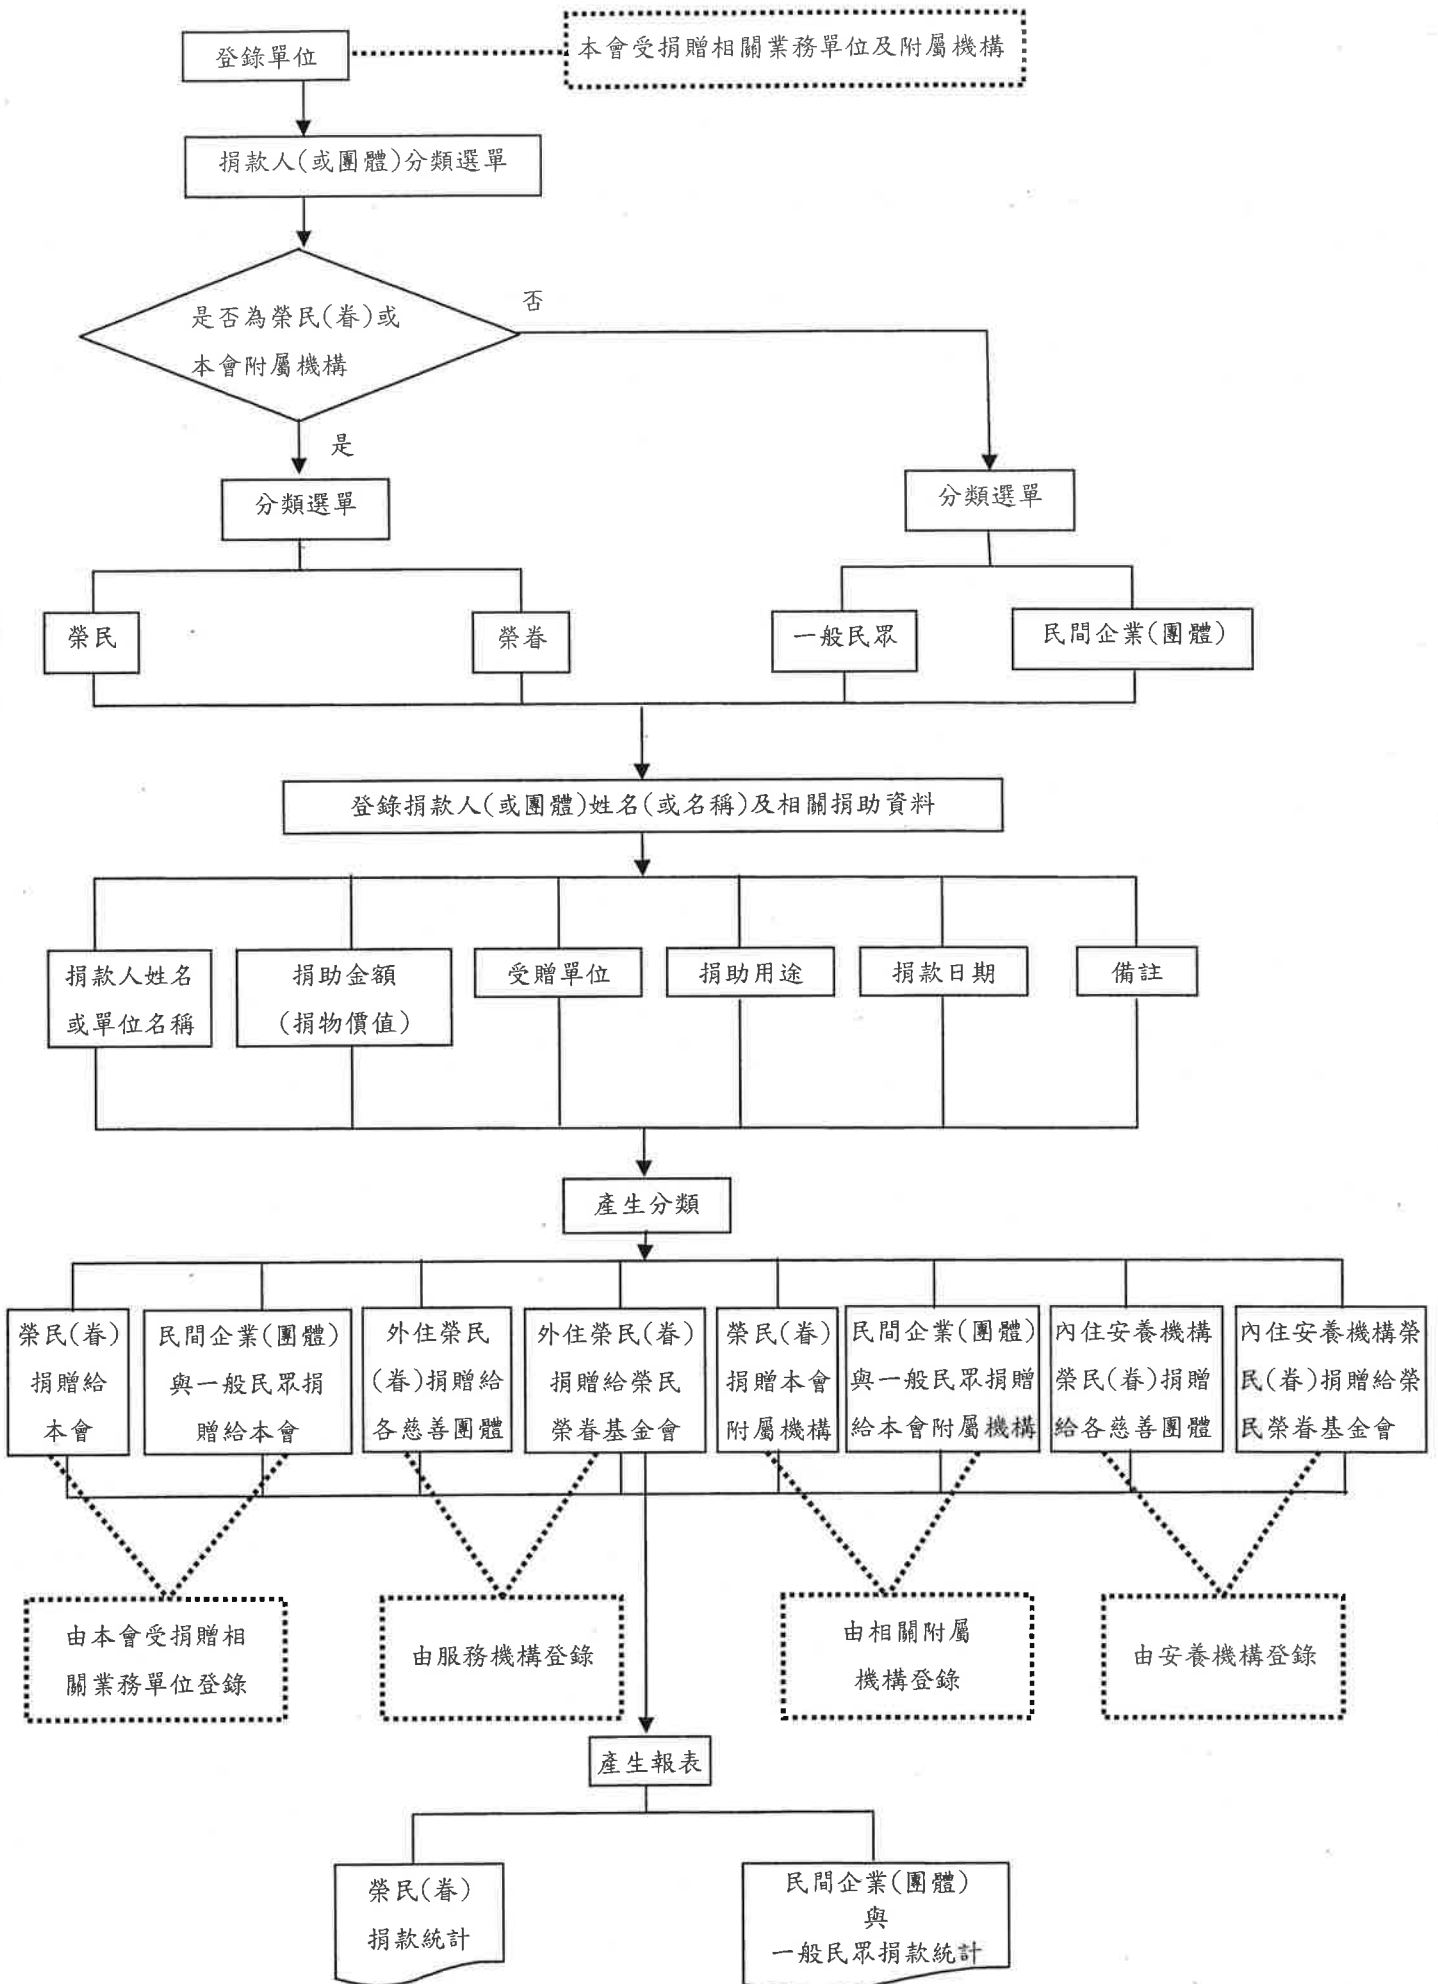 登錄單位
本會受捐贈相關業務單位及附屬機構
捐款人(或團體)分類選單
是否為榮民(眷)或
本會附屬機構
否
是
分類選單
分類選單
榮民
榮眷
一般民眾
民間企業(團體)
登錄捐款人(或團體)姓名(或名稱)及相關捐助資料
捐款人姓名
或單位名稱
捐助金額
(捐物價值)
受贈單位
捐助用途
捐款日期
備註
產生分類
榮民(眷)
捐贈給
本會
民間企業(團體)
與一般民眾捐
贈給本會
外住榮民
(眷)捐贈給
各慈善團體
外住榮民(眷)
捐贈給榮民
榮眷基金會
榮民(眷)
捐贈本會
附屬機構
民間企業(團體)
與一般民眾捐贈
給本會附屬機構
內住安養機構
榮民(眷)捐贈
給各慈善團體
內住安養機構榮
民(眷)捐贈給榮
民榮眷基金會
由本會受捐贈相
關業務單位登錄
由服務機構登錄
由相關附屬
機構登錄
由安養機構登錄
產生報表
榮民(眷)
捐款統計
民間企業(團體)
與
一般民眾捐款統計